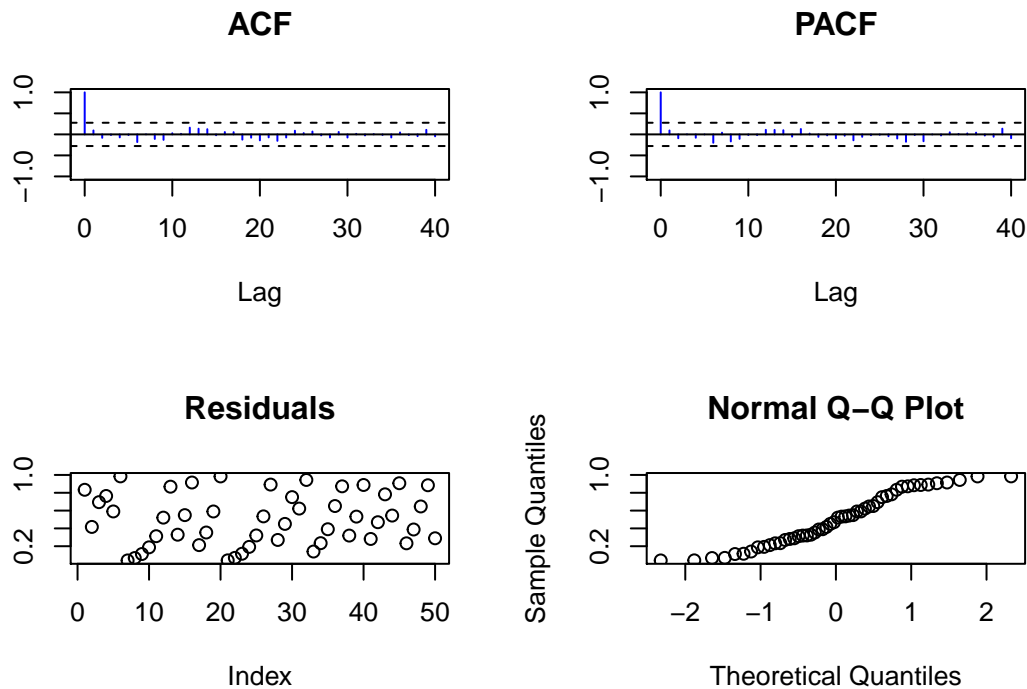 ACF
1.0
−1.0
0 10 20 30 40
Lag
PACF
1.0
−1.0
0 10 20 30 40
Lag
Residuals
1.0
0.2
0 10 20 30 40 50
Index
Normal Q−Q Plot
Sample Quantiles
1.0
0.2
−2 −1 0 1 2
Theoretical Quantiles